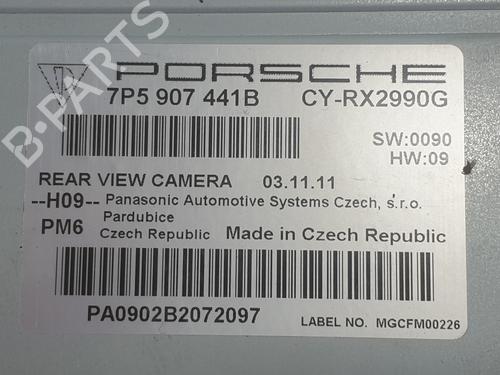 PORSCHE
7P5 907 441B CY-RX2990G
SW:0090
HW:09
REAR VIEW CAMERA 03.11.11
--H09-- Panasonic Automotive Systems Czech, s.r.o.
Pardubice
PM6 Czech Republic Made in Czech Republic
PA0902B2072097
LABEL NO. MGCFM00226
B-PARTS